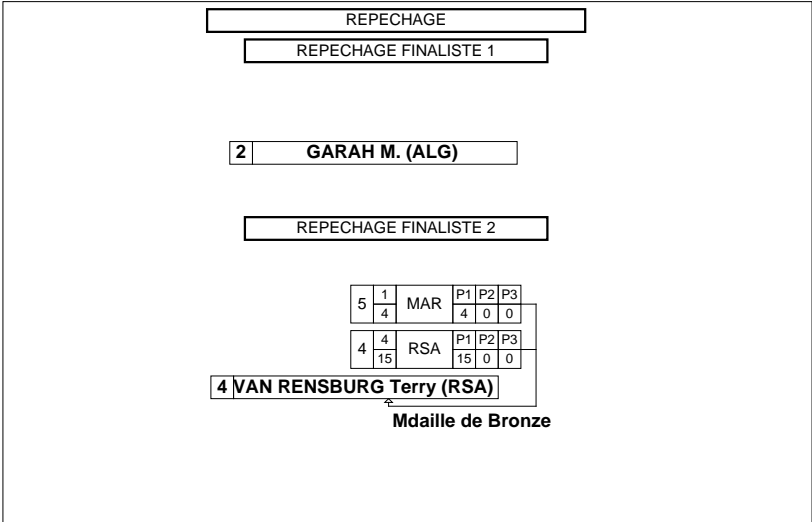 REPECHAGE
REPECHAGE FINALISTE 1
2 GARAH M. (ALG)
REPECHAGE FINALISTE 2
5 1 MAR P1 P2 P3
4 4 0 0
4 4 RSA P1 P2 P3
15 15 0 0
4 VAN RENSBURG Terry (RSA)
Mdaille de Bronze